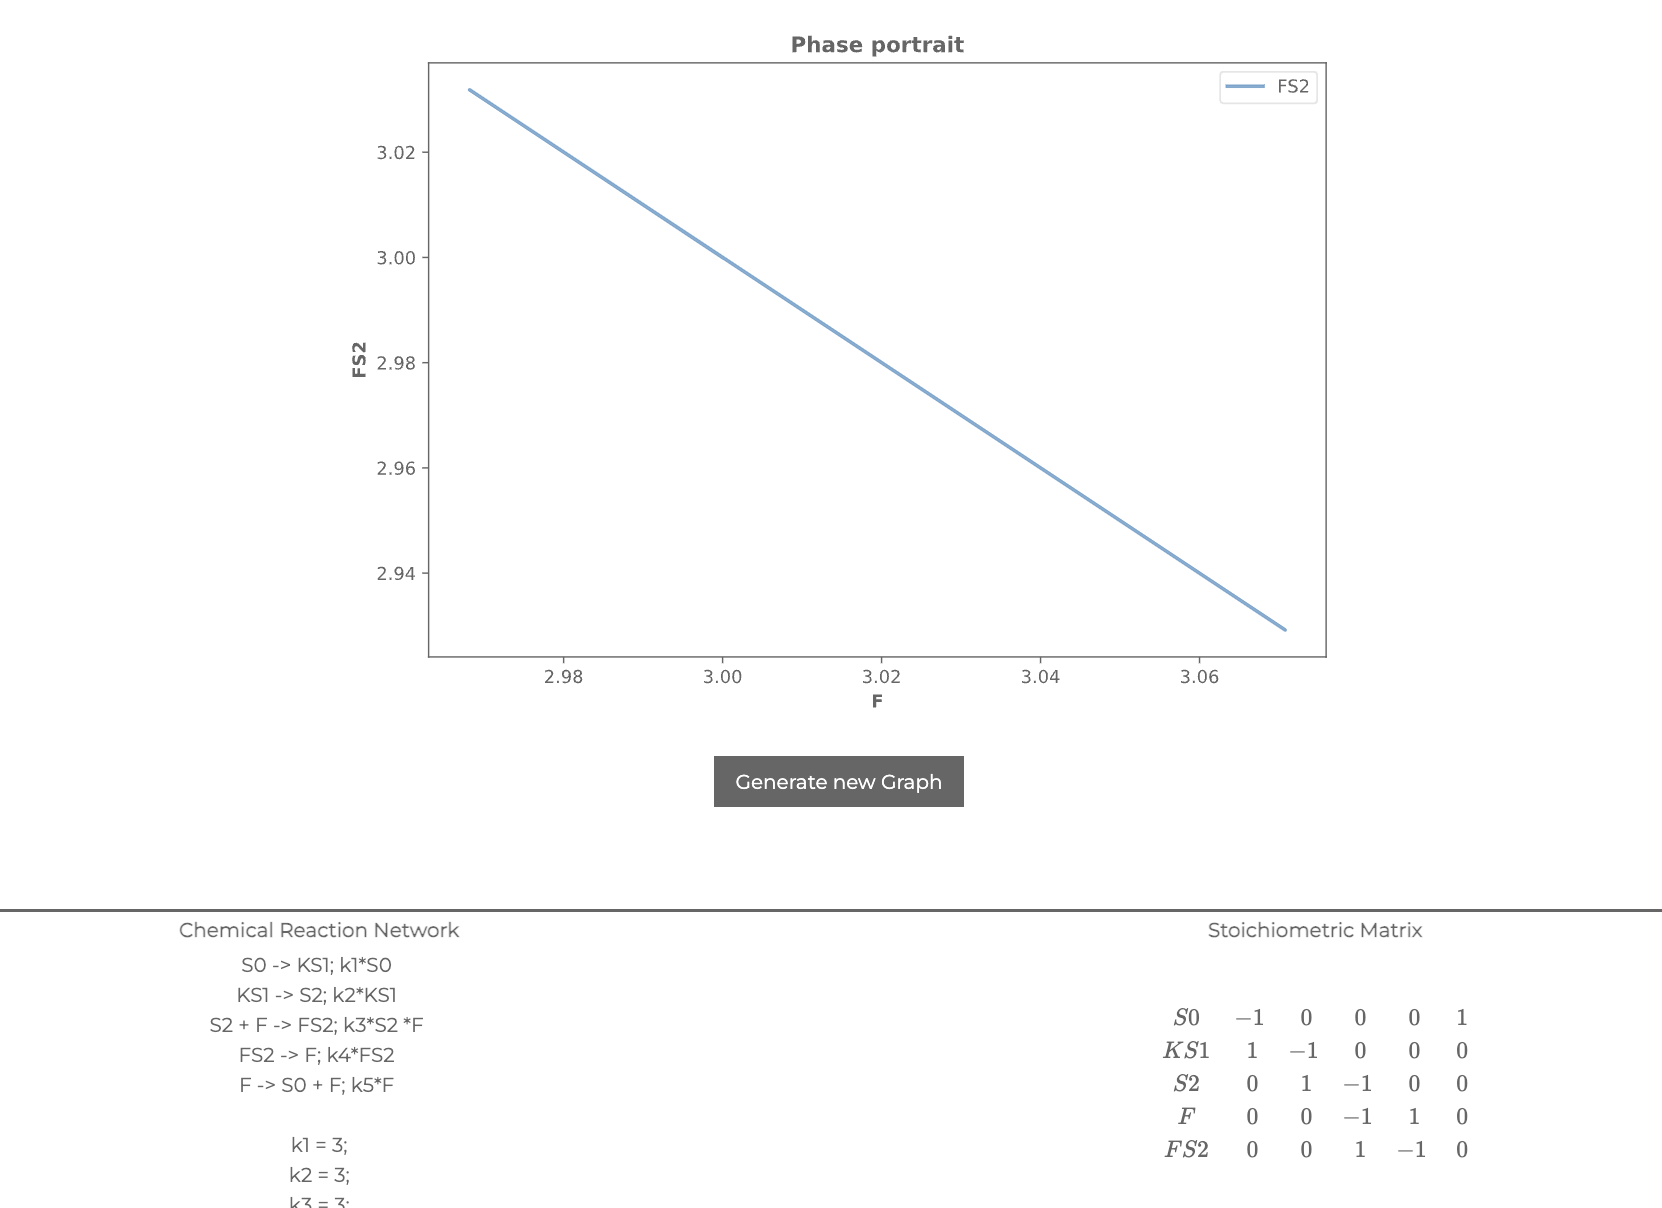 Phase portrait
FS2
3.02
3.00
2.98
2.96
2.94
FS2
2.98 3.00 3.02 3.04 3.06
F
Generate new Graph
Chemical Reaction Network
S0 -> KS1; k1*S0
KS1 -> S2; k2*KS1
S2 + F -> FS2; k3*S2 *F
FS2 -> F; k4*FS2
F -> S0 + F; k5*F
k1 = 3;
k2 = 3;
k3 = 3;
Stoichiometric Matrix
S0 −1 0 0 0 1
KS1 1 −1 0 0 0
S2 0 1 −1 0 0
F 0 0 −1 1 0
FS2 0 0 1 −1 0